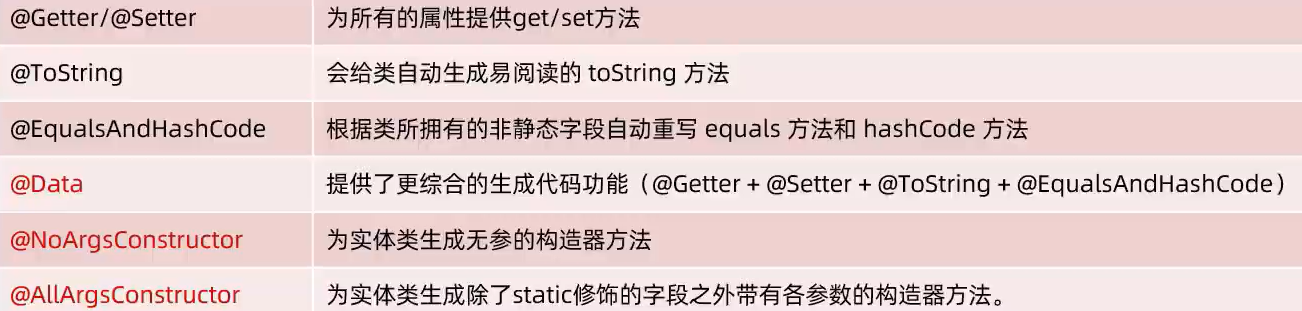 @Getter/@Setter 为所有的属性提供get/set方法
@ToString 会给类自动生成易阅读的 toString 方法
@EqualsAndHashCode 根据类所拥有的非静态字段自动重写 equals 方法和 hashCode 方法
@Data 提供了更综合的生成代码功能（@Getter + @Setter + @ToString + @EqualsAndHashCode）
@NoArgsConstructor 为实体类生成无参的构造器方法
@AllArgsConstructor 为实体类生成除了static修饰的字段之外带有各参数的构造器方法。